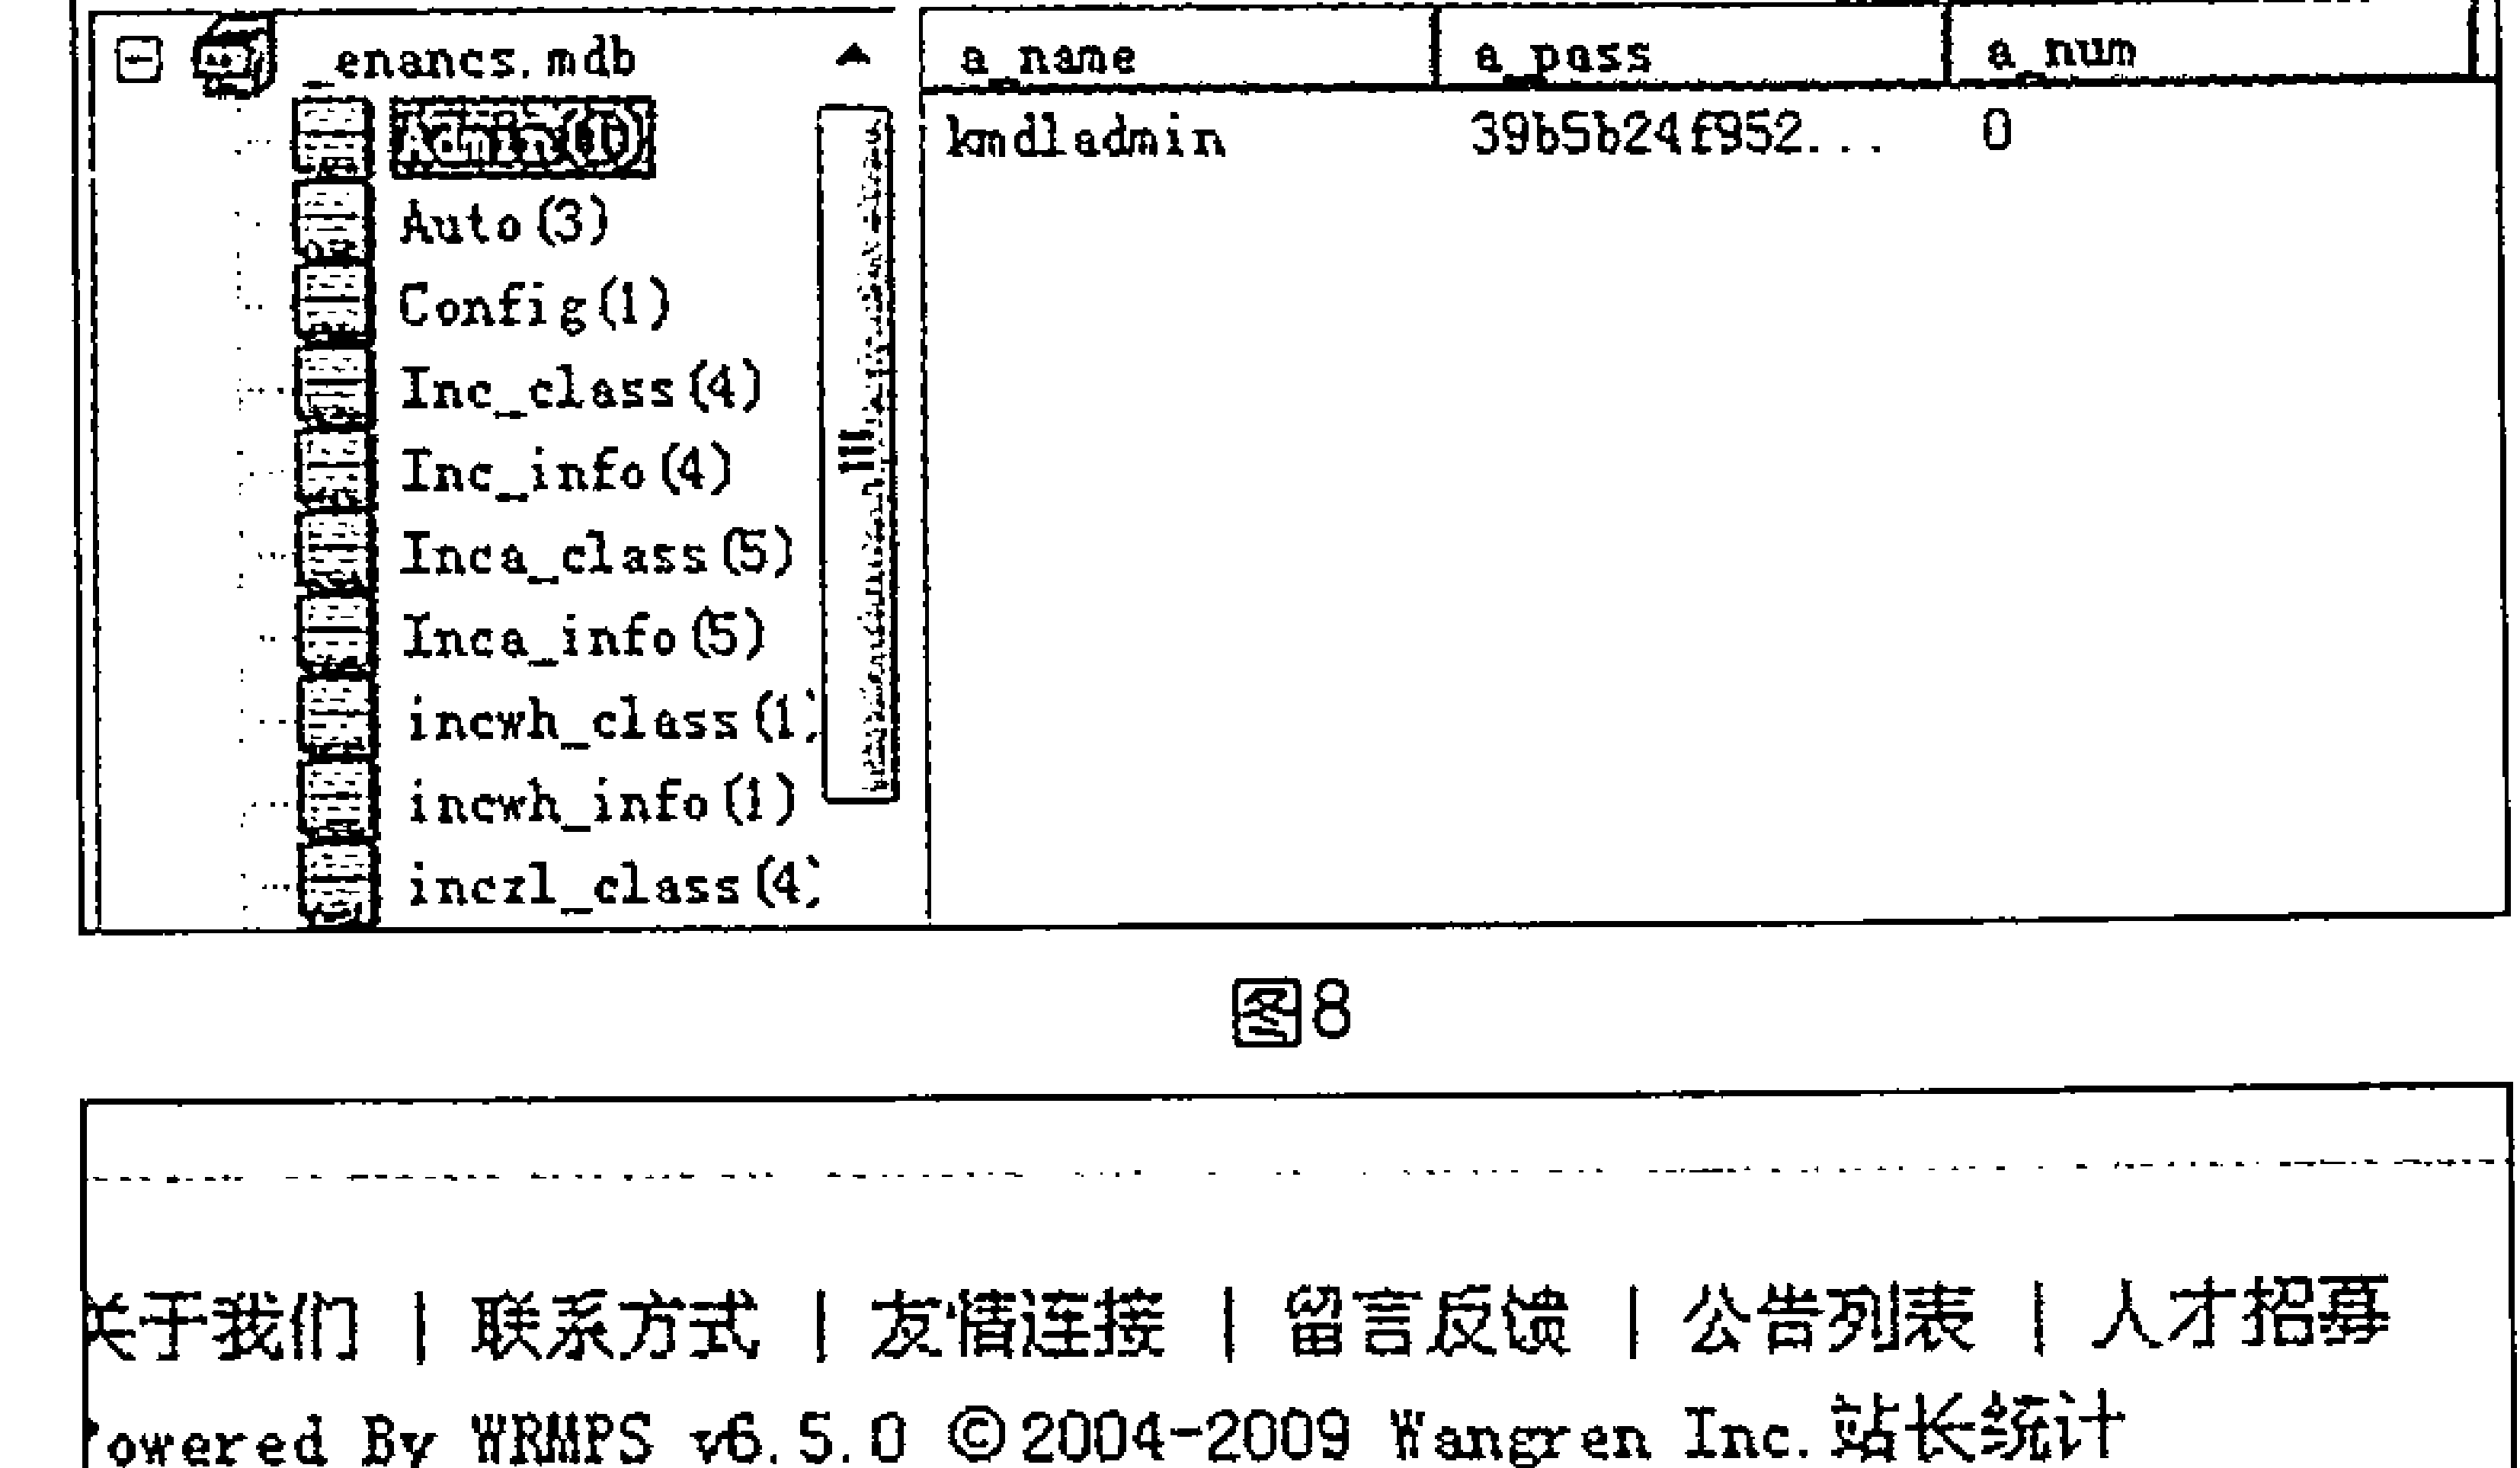 _enancs.mdb
Admin(1)
Auto(3)
Config(1)
Inc_class(4)
Inc_info(4)
Inca_class(5)
Inca_info(5)
incwh_class(1)
incwh_info(1)
inczl_class(4)
a_name a_pass a_num
kmdladmin 39b5b24f952... 0
图8
关于我们 | 联系方式 | 友情连接 | 留言反馈 | 公告列表 | 人才招募
Powered By WRMPS v6.5.0 ©2004-2009 Wangren Inc. 站长统计